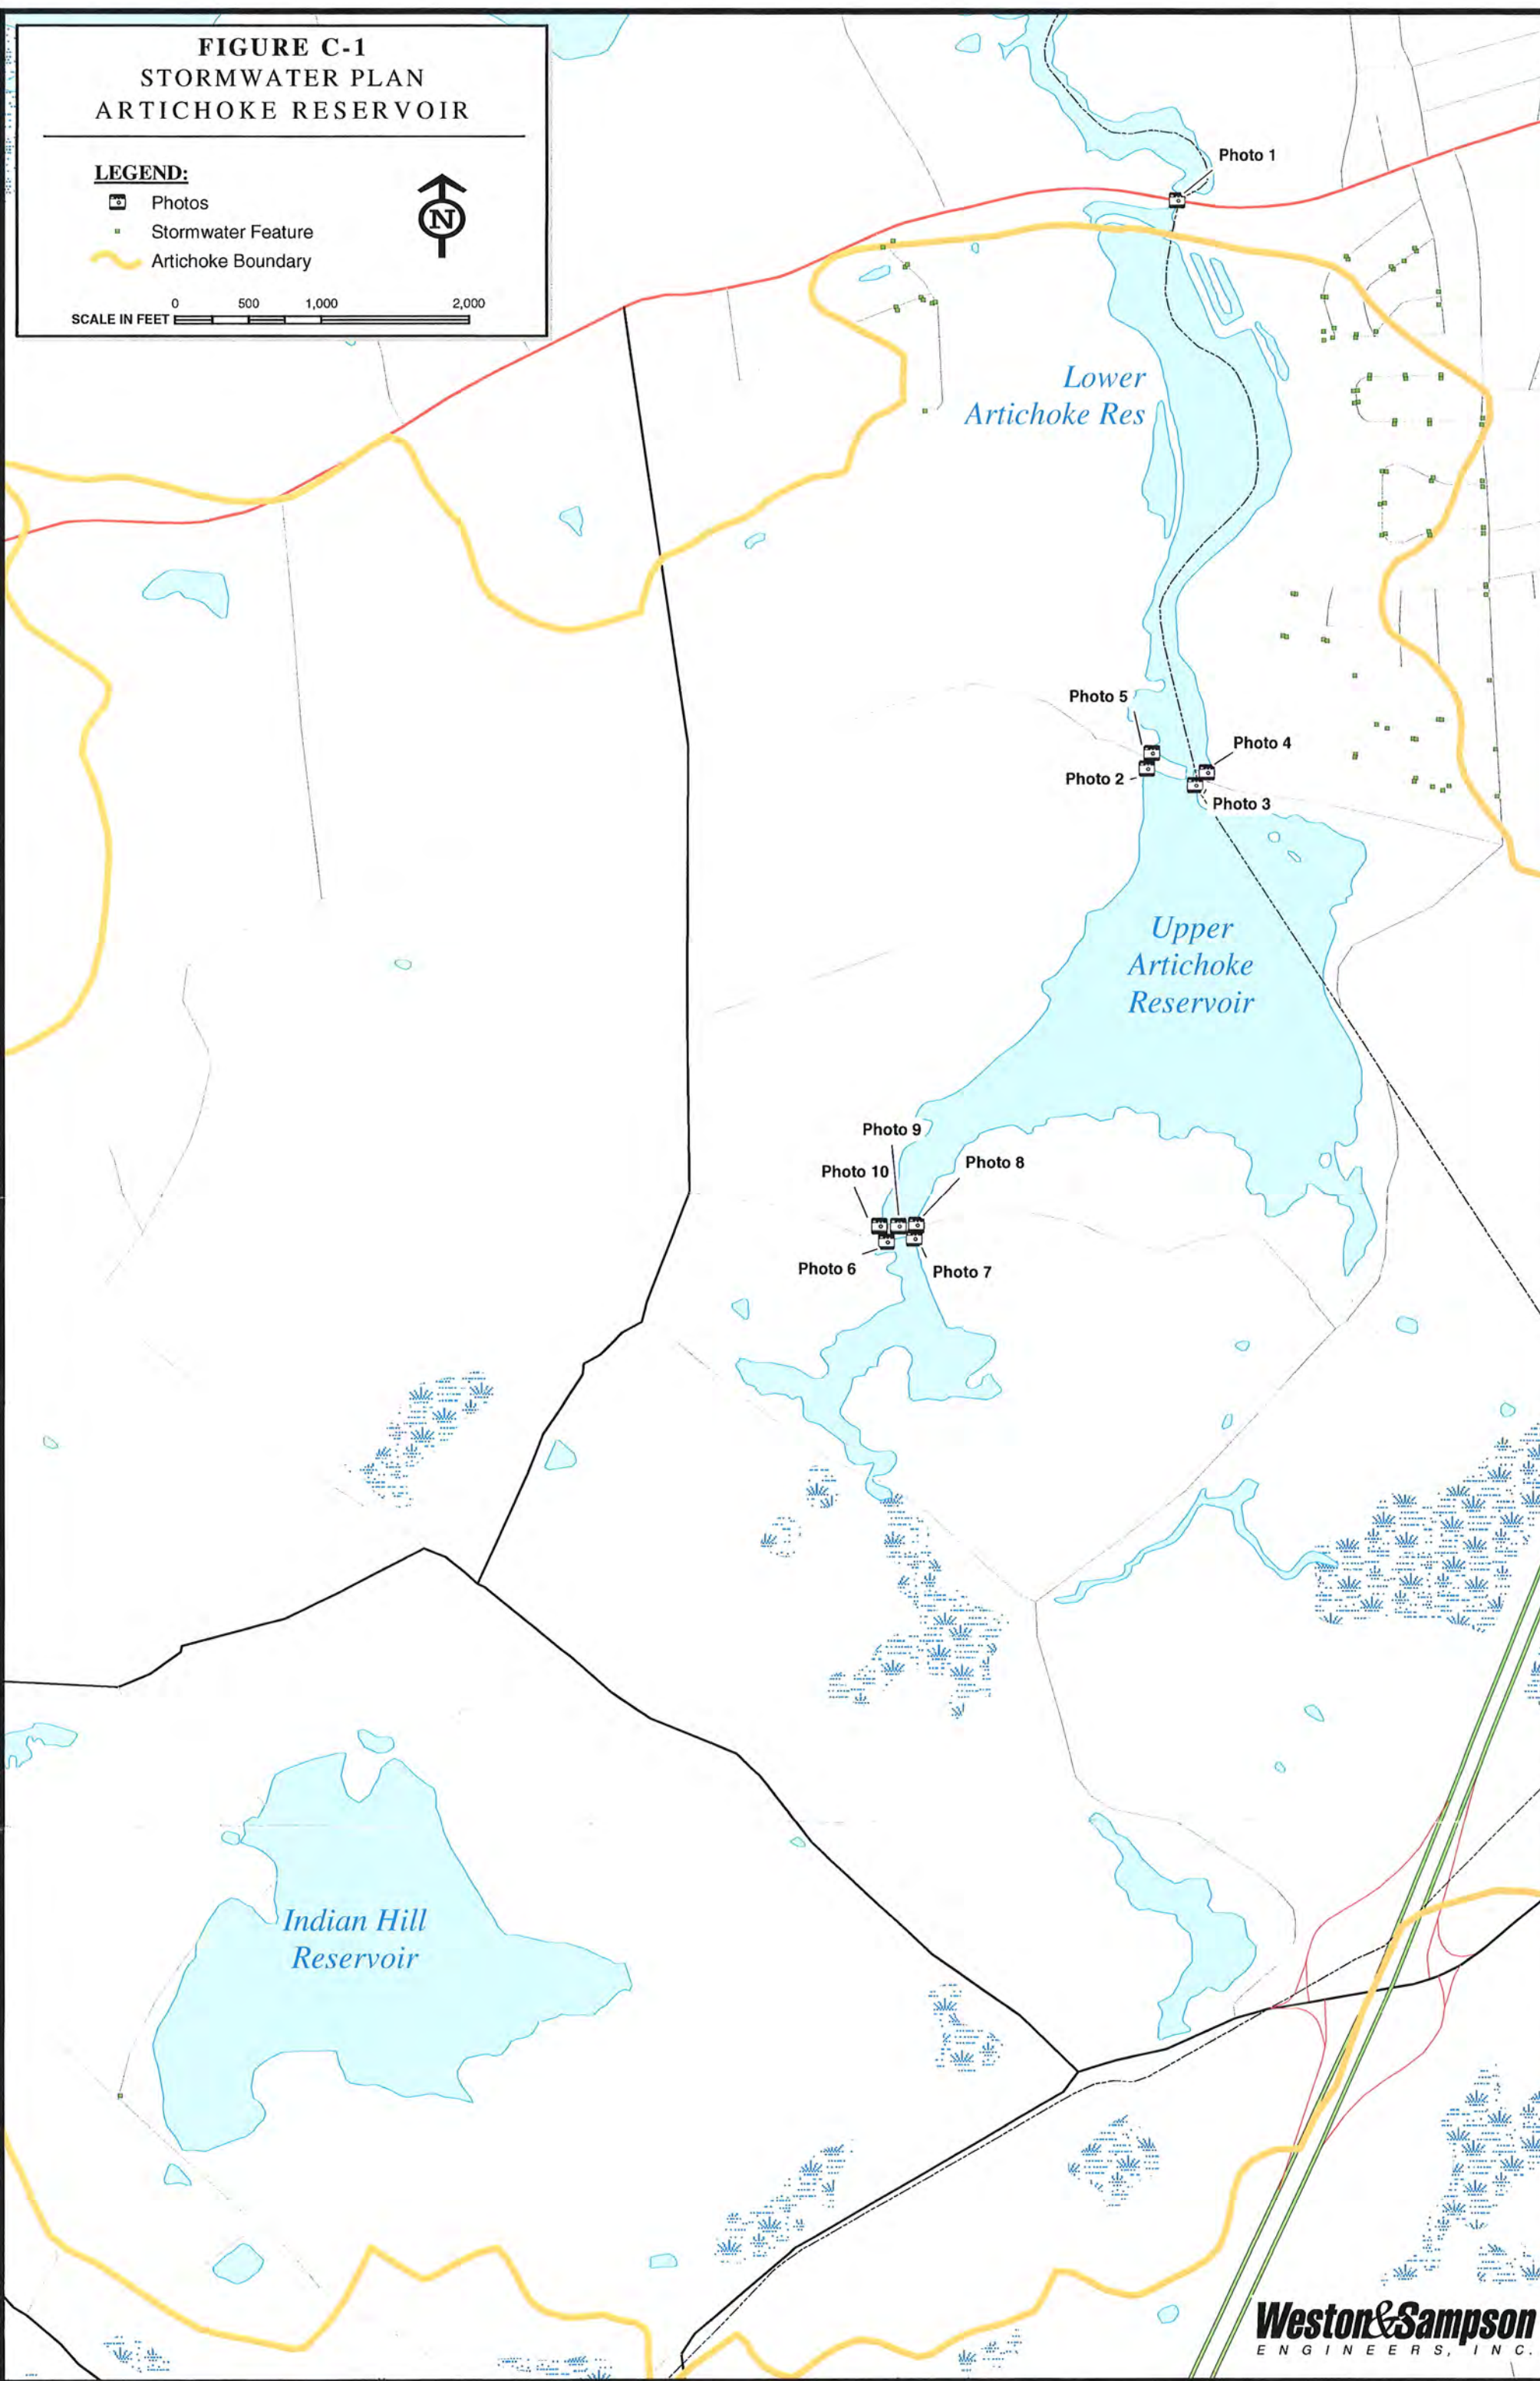 FIGURE C-1
STORMWATER PLAN
ARTICHOKE RESERVOIR
LEGEND:
Photos
Stormwater Feature
Artichoke Boundary
N
0 500 1,000 2,000
SCALE IN FEET
Photo 1
Lower
Artichoke Res
Photo 5
Photo 4
Photo 2
Photo 3
Upper
Artichoke
Reservoir
Photo 9
Photo 8
Photo 10
Photo 6
Photo 7
Indian Hill
Reservoir
Weston&Sampson
ENGINEERS, INC.